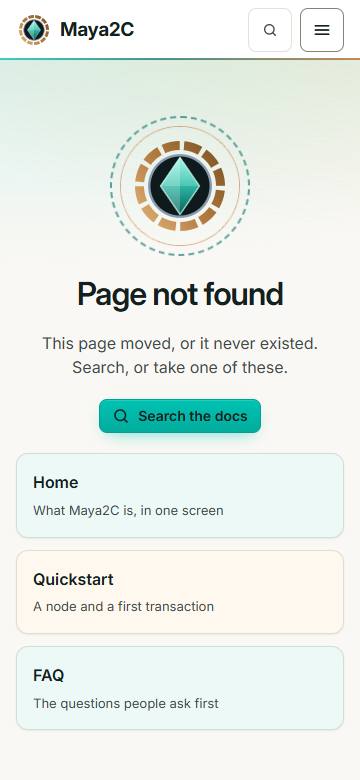 Maya2C
Page not found
This page moved, or it never existed.
Search, or take one of these.
Search the docs
Home
What Maya2C is, in one screen
Quickstart
A node and a first transaction
FAQ
The questions people ask first